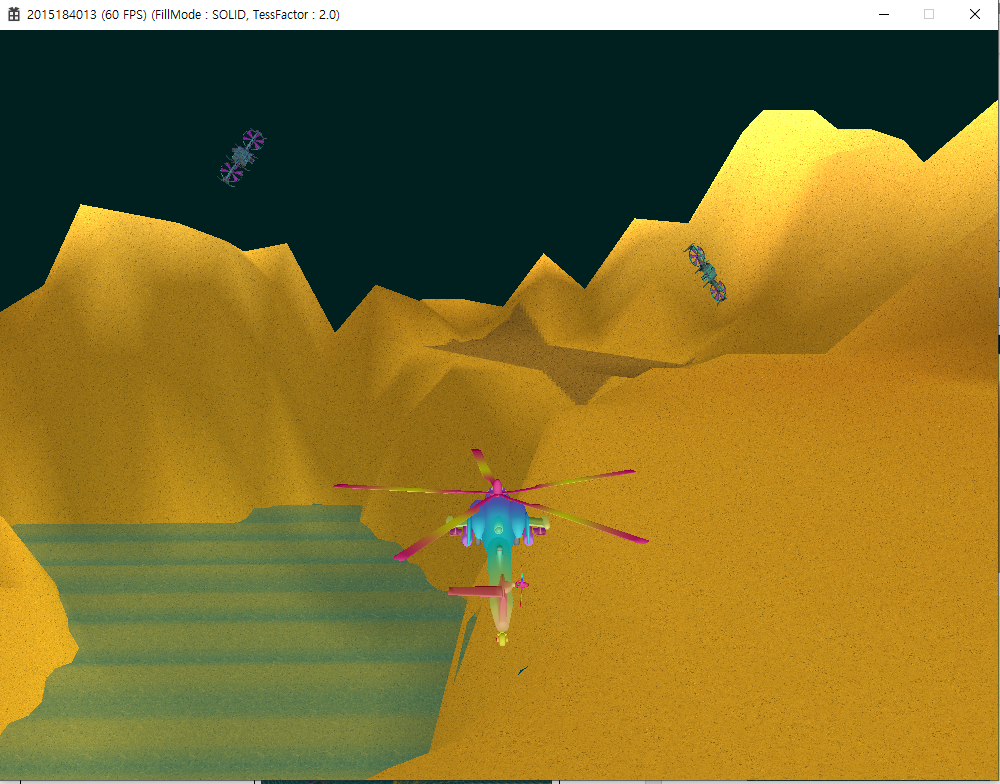 2015184013 (60 FPS) (FillMode : SOLID, TessFactor : 2.0)